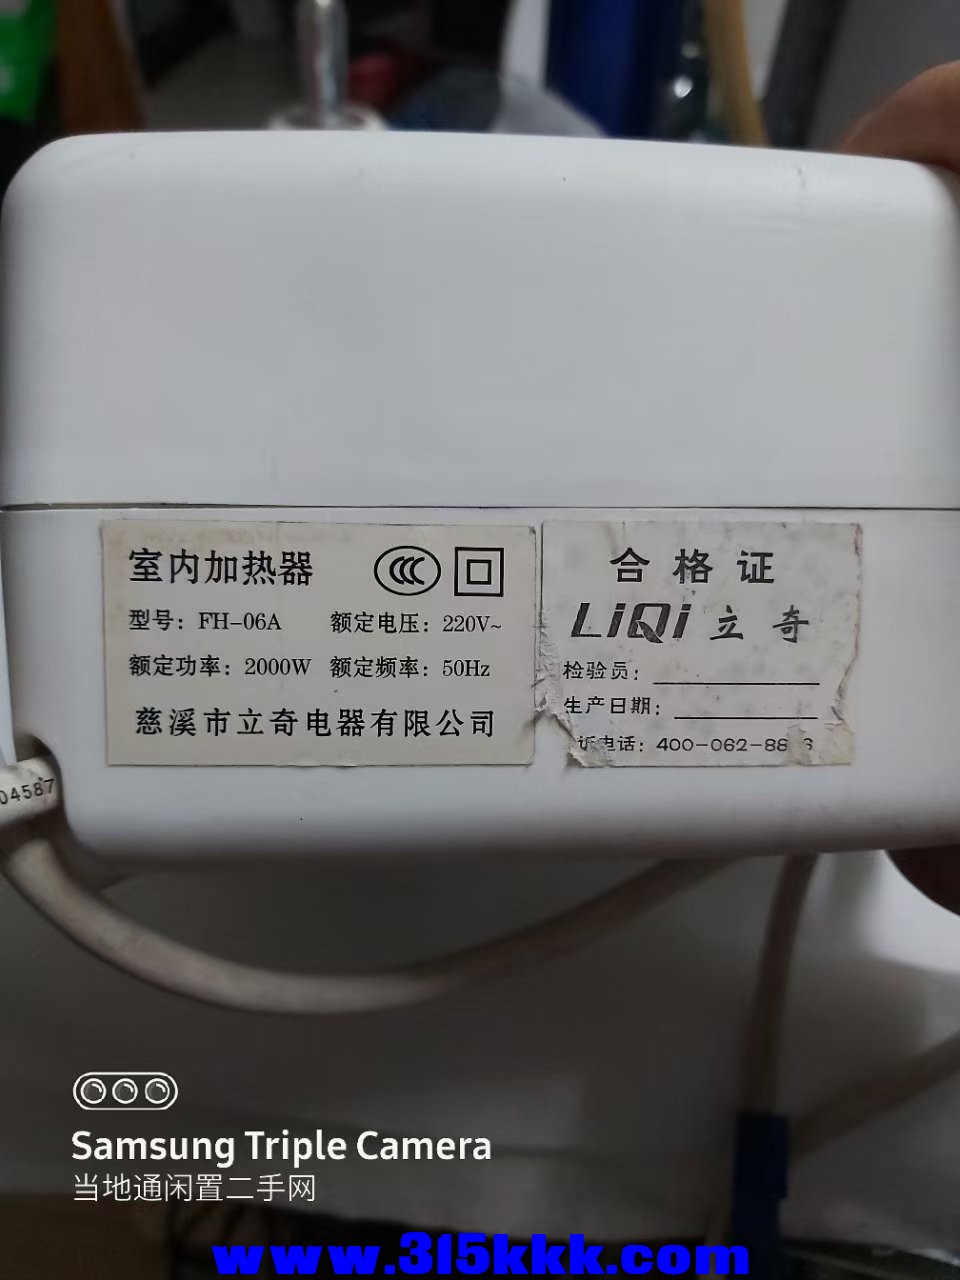 室内加热器
型号: FH-06A 额定电压: 220V~
额定功率: 2000W 额定频率: 50Hz
慈溪市立奇电器有限公司
合格证
LiQi 立奇
检验员:
生产日期:
诉电话: 400-062-88
04587
Samsung Triple Camera
当地通闲置二手网
www.315kkk.com